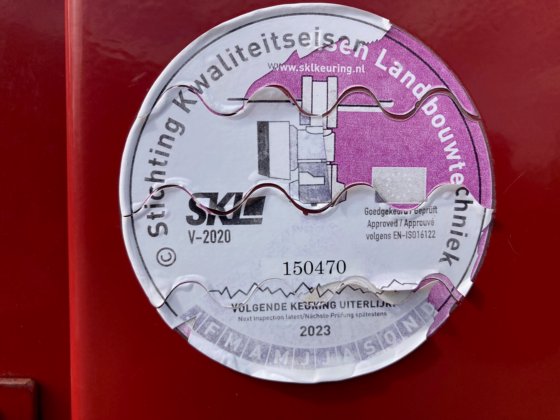 © Stichting Kwaliteitseisen Landbouwtechniek
www.sklkeuring.nl
SKL
V-2020
Goedgekeurd / Geprüft
Approved / Approuvé
volgens EN-ISO16122
150470
VOLGENDE KEURING UITERLIJK:
Next inspection latest/Nächste Prüfung spätestens
2023
J F M A M J J A S O N D